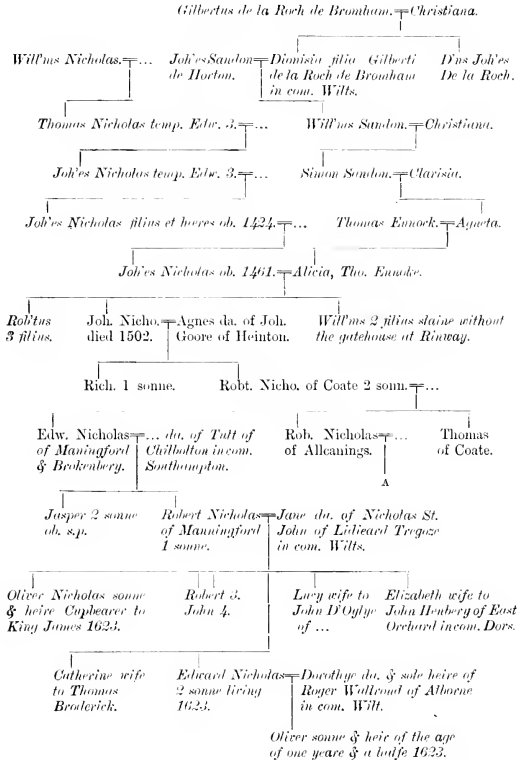 Gilbertus de la Roch de Bromham.=Christiana.
Will'ms Nicholas.=...
Joh'es Sandon=Dionisia filia Gilberti
de Horton. de la Roch de Bromham
in com. Wilts.
D'ns Joh'es
De la Roch.
Thomas Nicholas temp. Edw. 3.=...
Will'ms Sandon.=Christiana.
Joh'es Nicholas temp. Edw. 3.=...
Simon Sandon.=Clarisia.
Joh'es Nicholas filius et hæres ob. 1424.=...
Thomas Ennock.=Agneta.
Joh'es Nicholas ob. 1461.=Alicia, Tho. Ennoke.
Rob'tus
3 filius.
Joh. Nicho.=Agnes da. of Joh.
died 1502. Goore of Heinton.
Will'ms 2 filius slaine without
the gatehouse at Rinway.
Rich. 1 sonne.
Robt. Nicho. of Coate 2 sonn.=...
Edw. Nicholas=... da. of Tutt of
of Maningford Chilbolton in com.
& Brokenbery. Southampton.
Rob. Nicholas=...
of Allcanings.
Thomas
of Coate.
A
Jasper 2 sonne
ob. s.p.
Robert Nicholas=Jane da. of Nicholas St.
of Manningford John of Lidieard Tregoze
1 sonne. in com. Wilts.
Oliver Nicholas sonne
& heire Cupbearer to
King James 1623.
Robert 3.
John 4.
Lucy wife to
John D'Oylye
of ...
Elizabeth wife to
John Henbery of East
Orchard in com. Dors.
Catherine wife
to Thomas
Broderick.
Edward Nicholas=Dorothye da. & sole heire of
2 sonne living Roger Wallrond of Alborne
1623. in com. Wilt.
Oliver sonne & heir of the age
of one yeare & a halfe 1623.